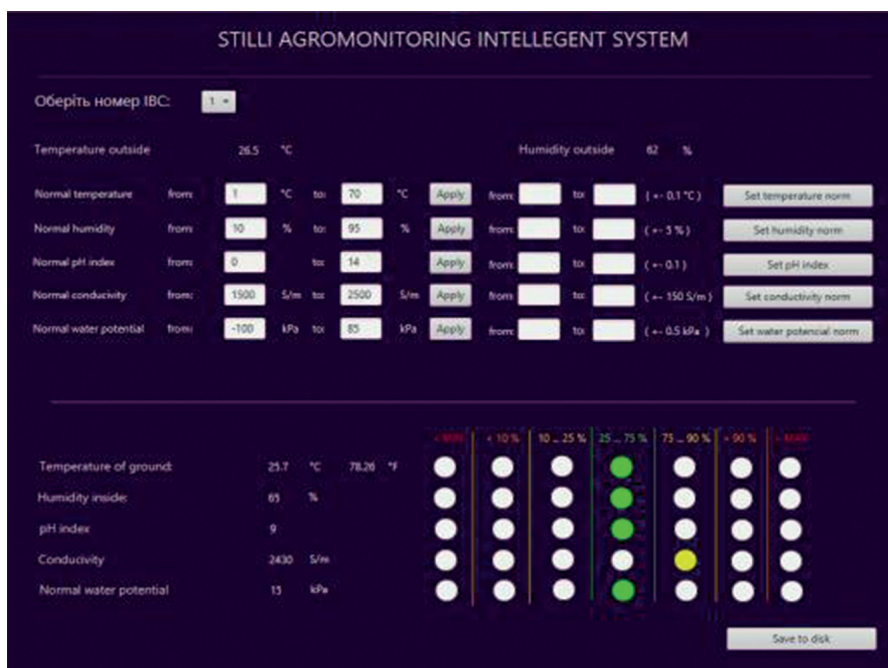 STILLI AGROMONITORING INTELLEGENT SYSTEM
Оберіть номер ІВС: 1
Temperature outside 26.5 °C Humidity outside 62 %
Normal temperature from: 1 °C to: 70 °C Apply from: to: ( +- 0,1 °C ) Set temperature norm
Normal humidity from: 10 % to: 95 % Apply from: to: ( +- 3 % ) Set humidity norm
Normal pH index from: 0 to: 14 Apply from: to: ( +- 0.1 ) Set pH index
Normal conducivity from: 1500 S/m to: 2500 S/m Apply from: to: ( +- 150 S/m ) Set conductivity norm
Normal water potential from: -100 kPa to: 85 kPa Apply from: to: ( +- 0.5 kPa ) Set water potencial norm
< MIN < 10 % 10 ... 25 % 25 ... 75 % 75 ... 90 % > 90 % > MAX
Temperature of ground: 25.7 °C 78.26 °F
Humidity inside: 65 %
pH index 9
Conducivity 2430 S/m
Normal water potential 15 kPa
Save to disk